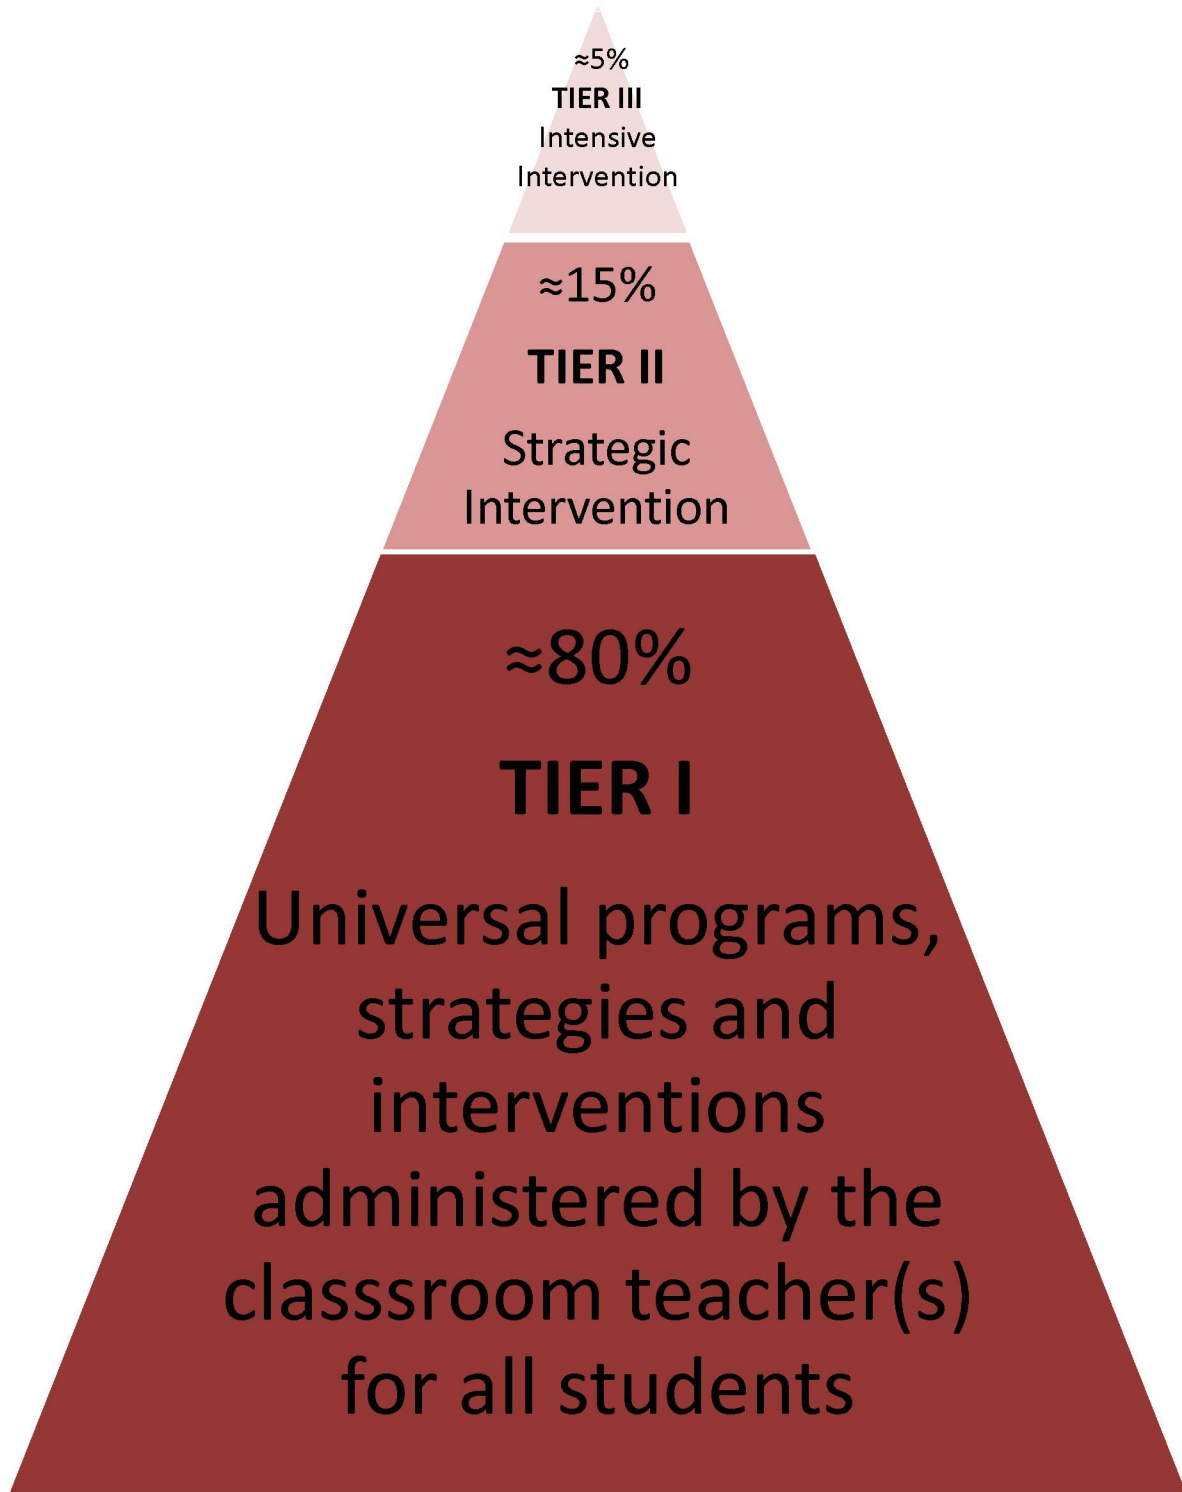 ≈5%
TIER III
Intensive
Intervention
≈15%
TIER II
Strategic
Intervention
≈80%
TIER I
Universal programs,
strategies and
interventions
administered by the
classsroom teacher(s)
for all students